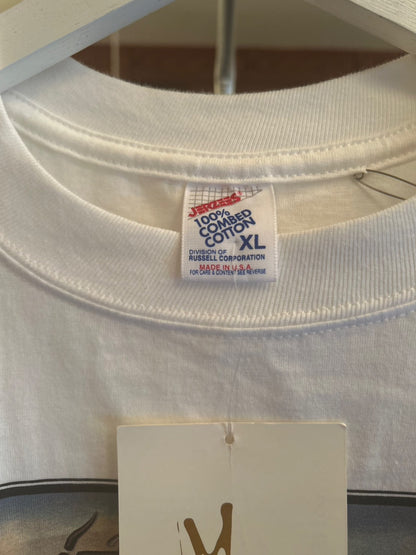 JERZEES
100%
COMBED
COTTON
XL
DIVISION OF
RUSSELL CORPORATION
MADE IN U.S.A.
FOR CARE & CONTENT SEE REVERSE